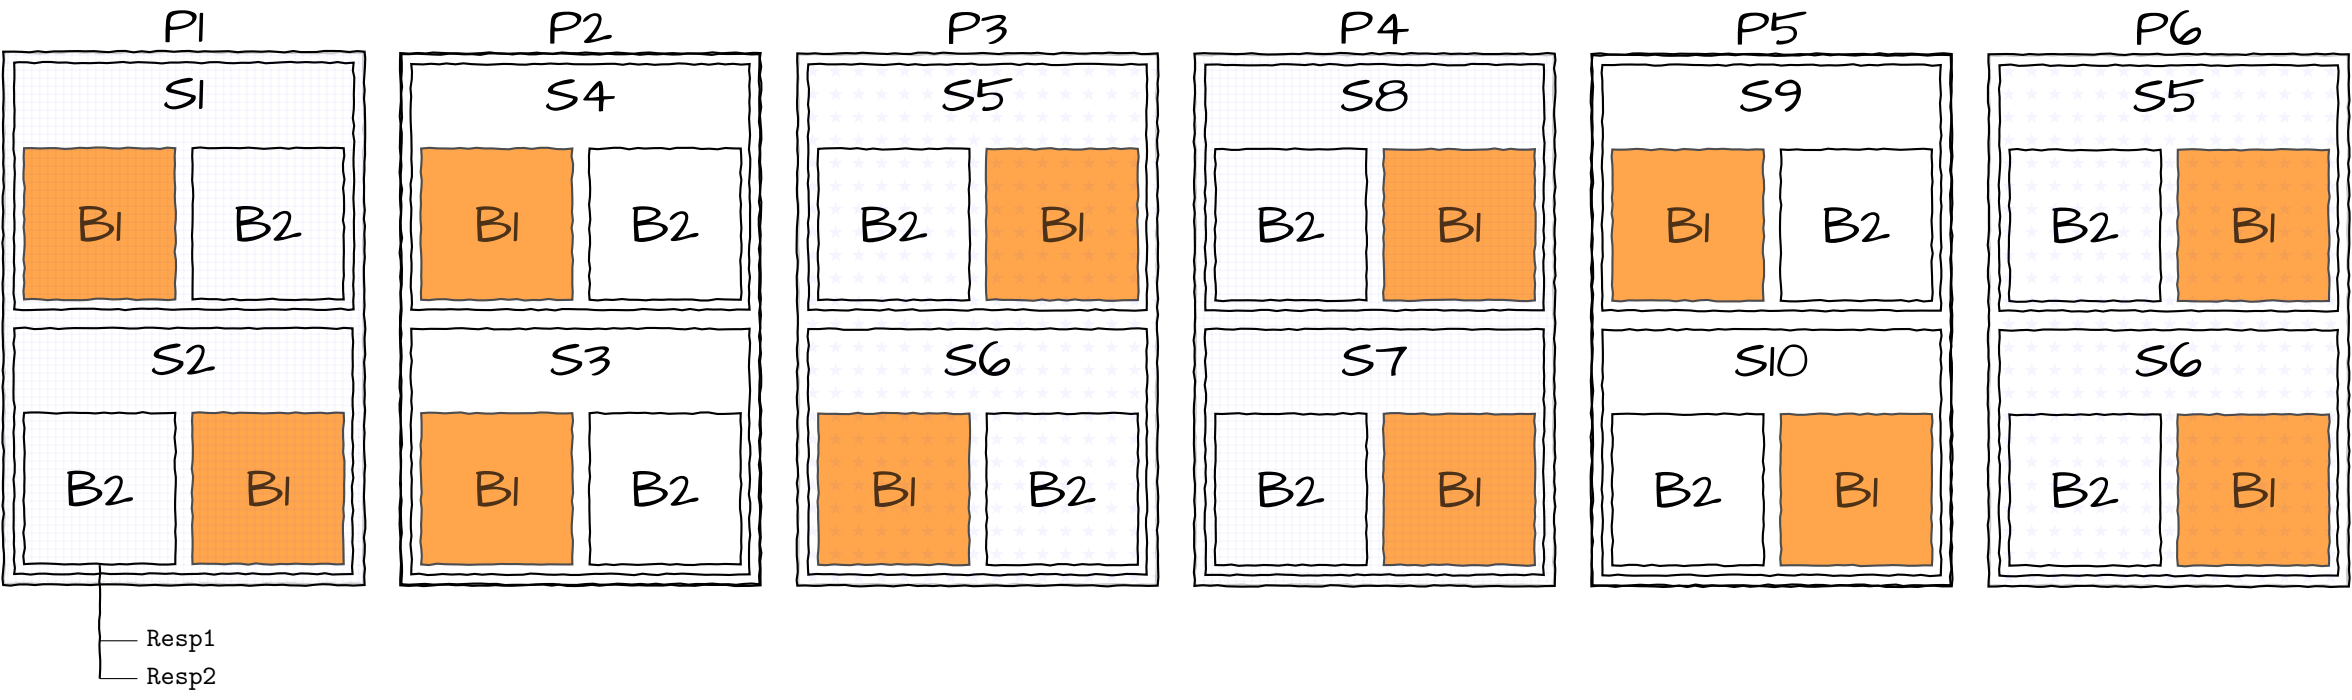 P1 P2 P3 P4 P5 P6
S1 S4 S5 S8 S9 S5
B1 B2 B1 B2 B2 B1 B2 B1 B1 B2 B2 B1
S2 S3 S6 S7 S10 S6
B2 B1 B1 B2 B1 B2 B2 B1 B2 B1 B2 B1
Resp1
Resp2